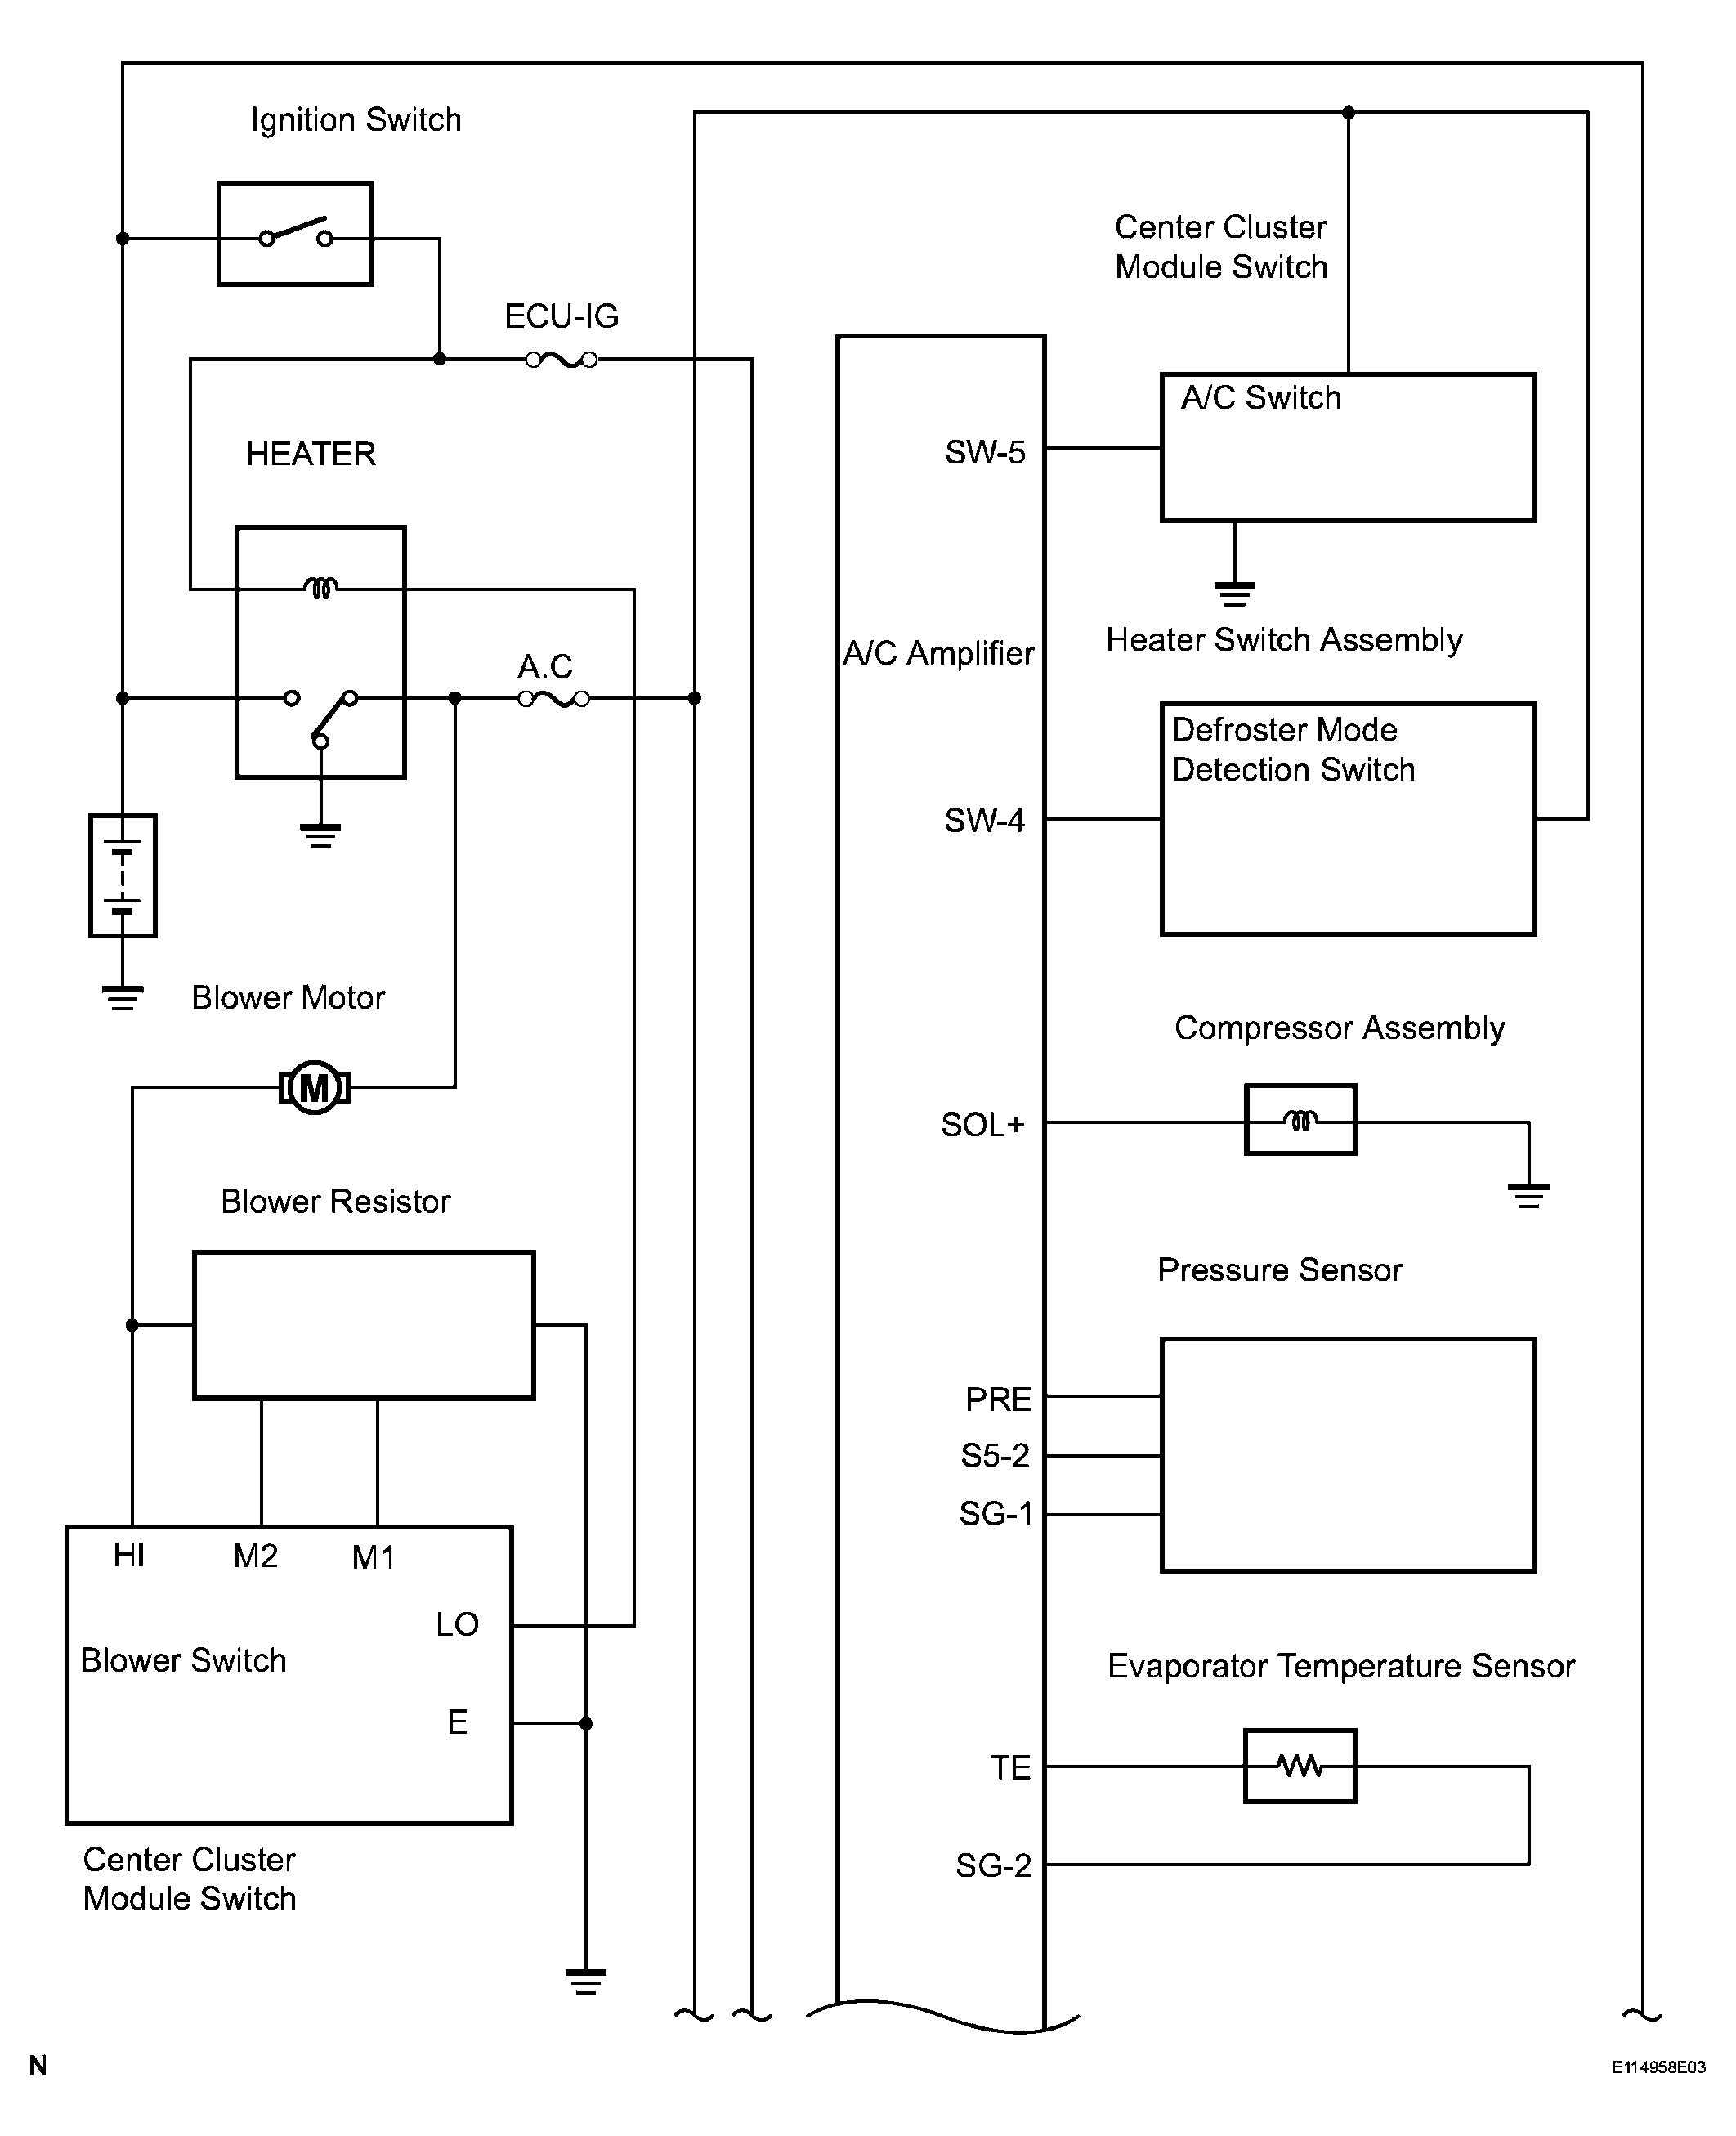 Ignition Switch
ECU-IG
HEATER
A.C
Blower Motor
M
Blower Resistor
HI
M2
M1
LO
Blower Switch
E
Center Cluster
Module Switch
Center Cluster
Module Switch
A/C Switch
SW-5
A/C Amplifier
Heater Switch Assembly
Defroster Mode
Detection Switch
SW-4
Compressor Assembly
SOL+
Pressure Sensor
PRE
S5-2
SG-1
Evaporator Temperature Sensor
TE
SG-2
N
E114958E03